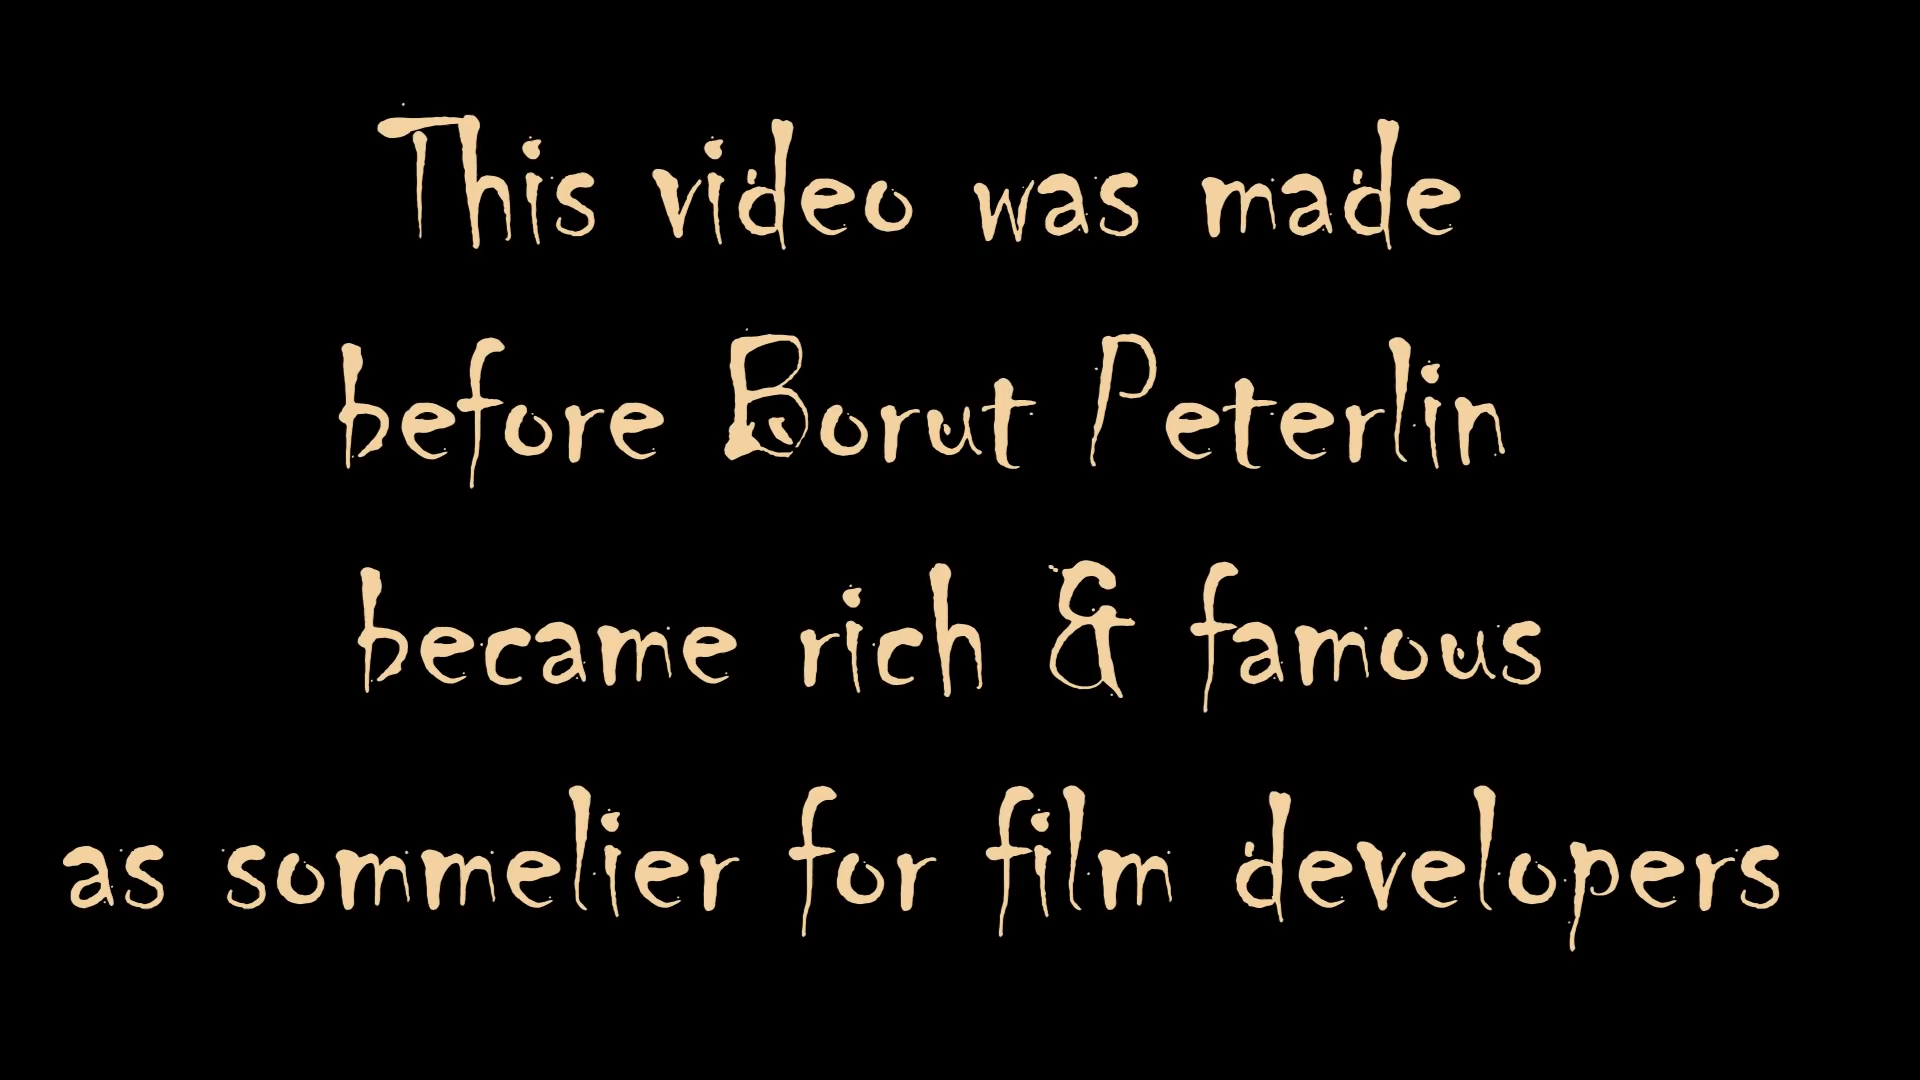 This video was made
before Borut Peterlin
became rich & famous
as sommelier for film developers